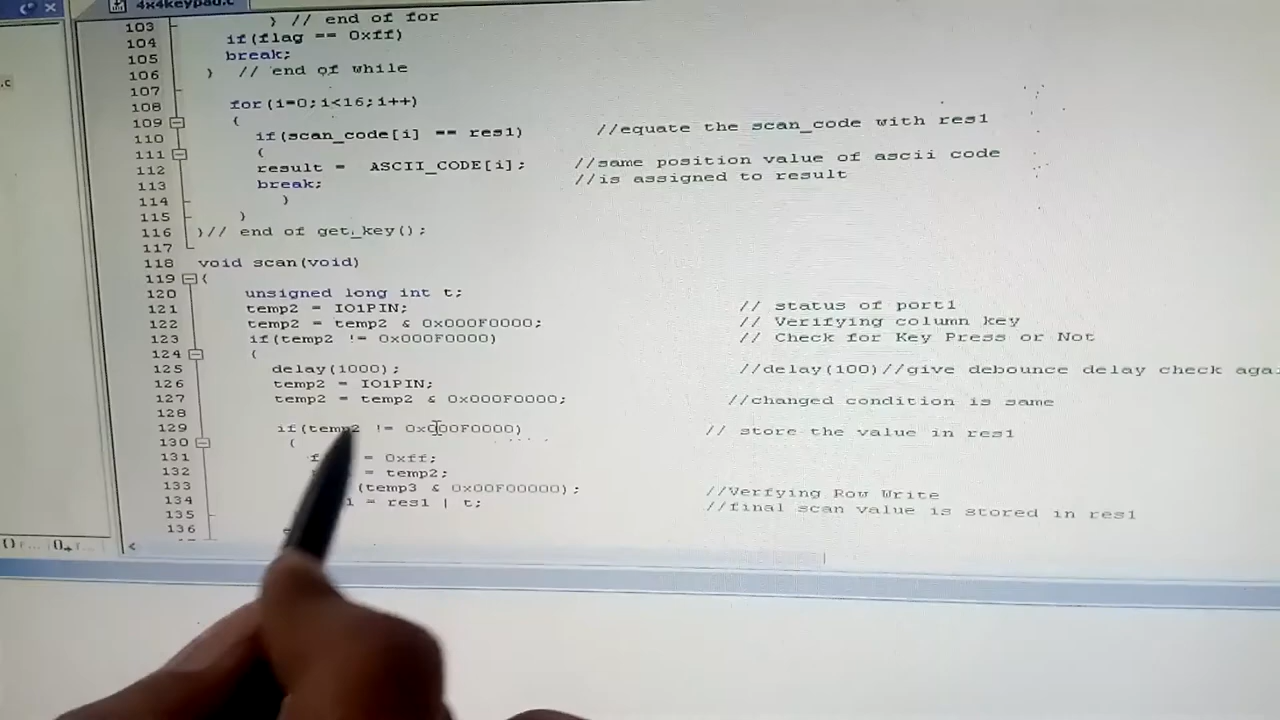 4x4keypad.c
.c
103 } // end of for
104 if(flag == 0xff)
105 break;
106 } // end of while
107
108 for(i=0;i<16;i++)
109 {
110 if(scan_code[i] == res1) //equate the scan_code with res1
111 {
112 result = ASCII_CODE[i]; //same position value of ascii code
113 break; //is assigned to result
114 }
115 }
116 }// end of get_key();
117
118 void scan(void)
119 {
120 unsigned long int t;
121 temp2 = IO1PIN; // status of port1
122 temp2 = temp2 & 0x000F0000; // Verifying column key
123 if(temp2 != 0x000F0000) // Check for Key Press or Not
124 {
125 delay(1000); //delay(100)//give debounce delay check aga
126 temp2 = IO1PIN;
127 temp2 = temp2 & 0x000F0000; //changed condition is same
128
129 if(temp2 != 0x000F0000) // store the value in res1
130 {
131 = 0xff;
132 = temp2;
133 (temp3 & 0x00F00000); //Verfying Row Write
134 = res1 | t; //final scan value is stored in res1
135
136